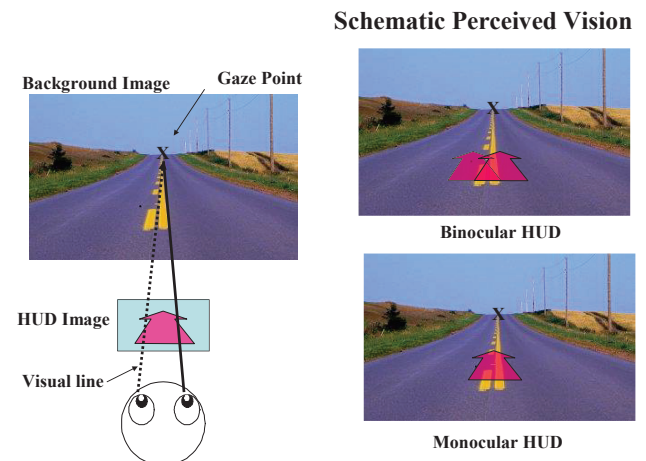 Schematic Perceived Vision
Background Image
Gaze Point
X
HUD Image
Visual line
X
Binocular HUD
X
Monocular HUD